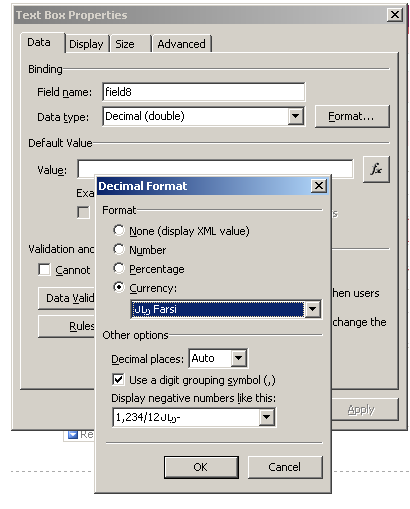 Text Box Properties
Data
Display
Size
Advanced
Binding
Field name:
field8
Data type:
Decimal (double)
Format...
Default Value
Value:
fx
Exa
s
Decimal Format
Format
None (display XML value)
Number
Percentage
Currency:
ريال Farsi
Other options
Decimal places:
Auto
Use a digit grouping symbol (,)
Display negative numbers like this:
1,234/12ريال-
OK
Cancel
Validation and
Cannot
Data Valid
hen users
Rules
change the
Apply
Re